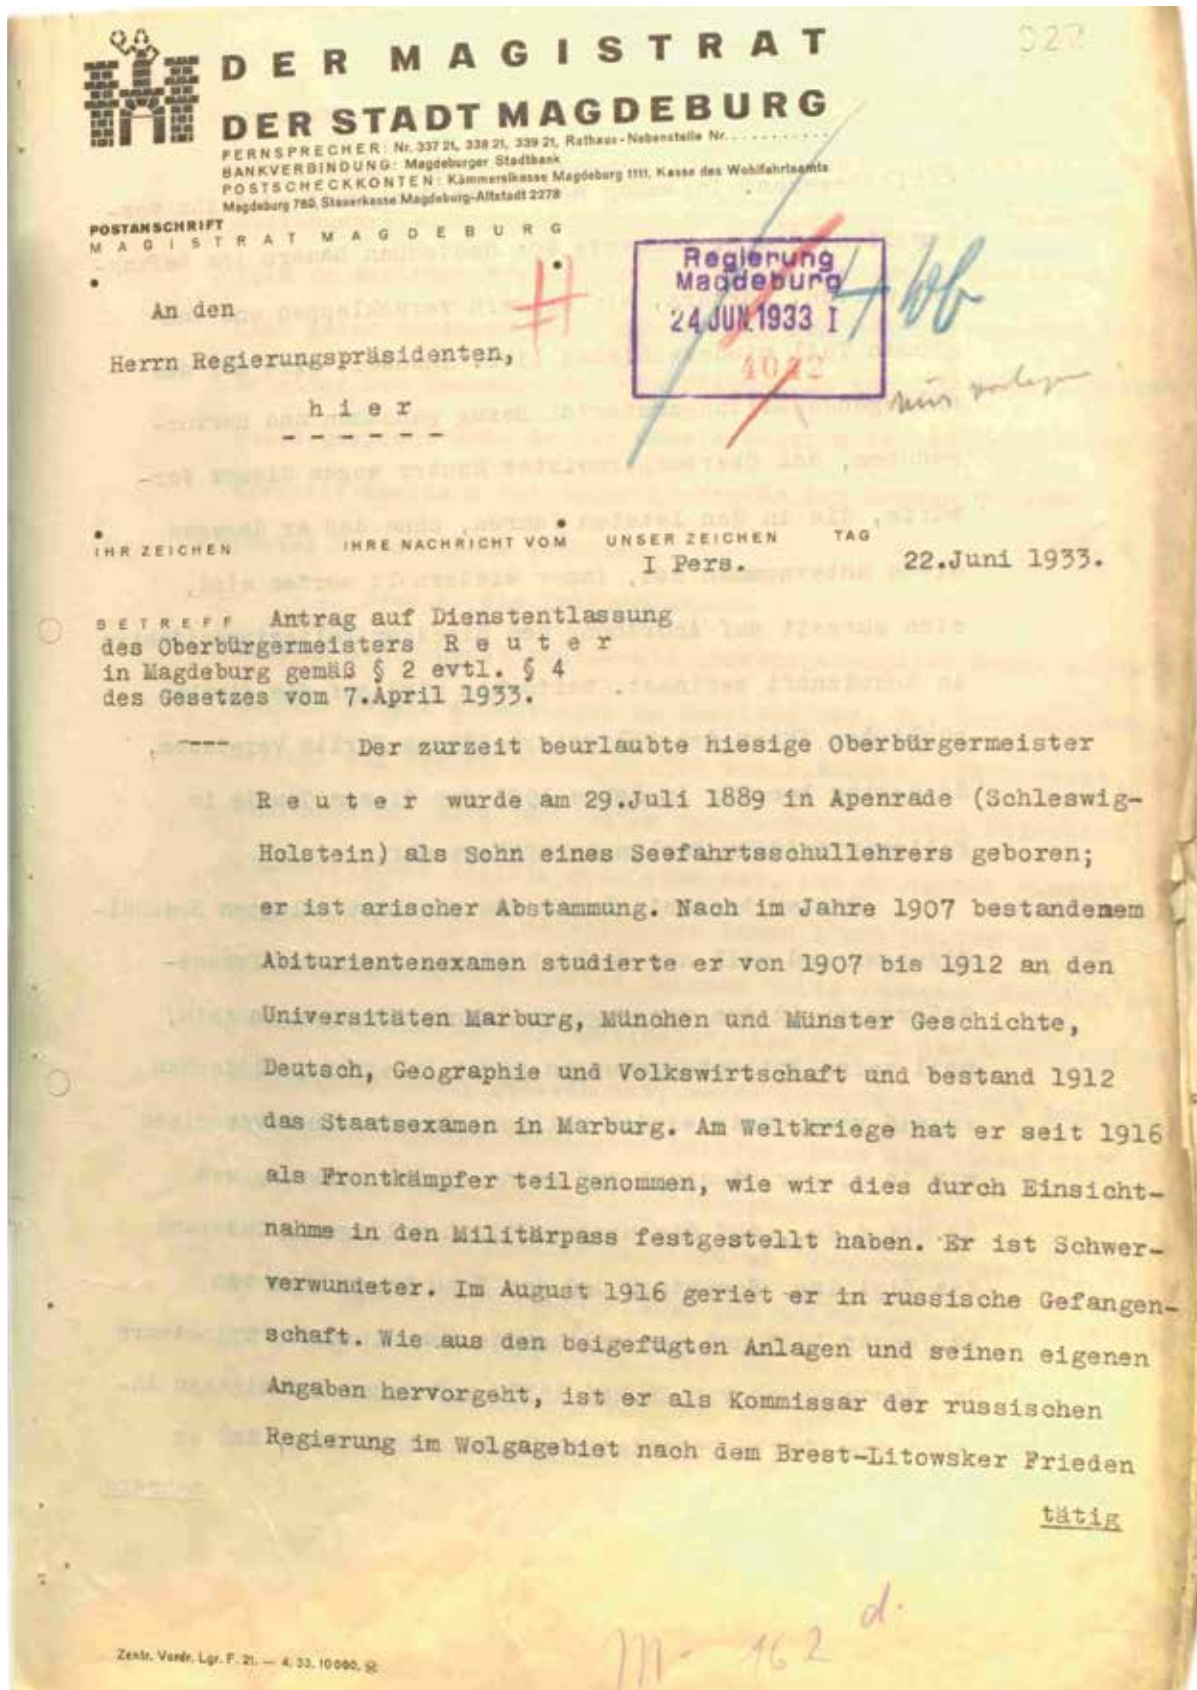 DER MAGISTRAT
DER STADT MAGDEBURG
FERNSPRECHER: Nr. 337 21, 338 21, 339 21, Rathaus-Nebenstelle Nr. . . . . . . . . . . .
BANKVERBINDUNG: Magdeburger Stadtbank
POSTSCHECKKONTEN: Kämmereikasse Magdeburg 1111, Kasse des Wohlfahrtsamts
Magdeburg 780, Steuerkasse Magdeburg-Altstadt 2278
POSTANSCHRIFT
MAGISTRAT MAGDEBURG
An den
Herrn Regierungspräsidenten,
h i e r
- - - - - - -
Regierung
Magdeburg
24 JUN. 1933 I
IHR ZEICHEN IHRE NACHRICHT VOM UNSER ZEICHEN TAG
I Pers. 22.Juni 1933.
BETREFF Antrag auf Dienstentlassung
des Oberbürgermeisters R e u t e r
in Magdeburg gemäß § 2 evtl. § 4
des Gesetzes vom 7.April 1933.
Der zurzeit beurlaubte hiesige Oberbürgermeister
R e u t e r wurde am 29.Juli 1889 in Apenrade (Schleswig-
Holstein) als Sohn eines Seefahrtsschullehrers geboren;
er ist arischer Abstammung. Nach im Jahre 1907 bestandenem
Abiturientenexamen studierte er von 1907 bis 1912 an den
Universitäten Marburg, München und Münster Geschichte,
Deutsch, Geographie und Volkswirtschaft und bestand 1912
das Staatsexamen in Marburg. Am Weltkriege hat er seit 1916
als Frontkämpfer teilgenommen, wie wir dies durch Einsicht-
nahme in den Militärpass festgestellt haben. Er ist Schwer-
verwundeter. Im August 1916 geriet er in russische Gefangen-
schaft. Wie aus den beigefügten Anlagen und seinen eigenen
Angaben hervorgeht, ist er als Kommissar der russischen
Regierung im Wolgagebiet nach dem Brest-Litowsker Frieden
tätig
d.
162
Zentr. Vordr. Lgr. F. 21. — 4. 33. 10 000.